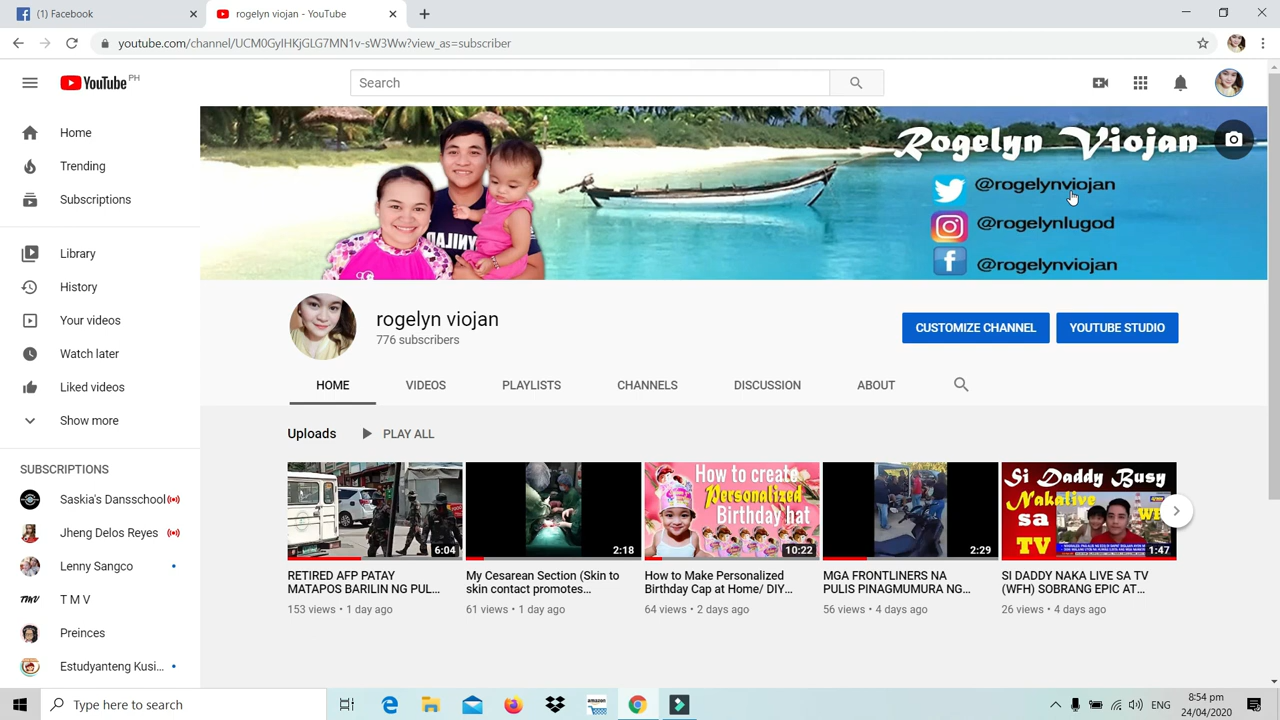 (1) Facebook
rogelyn viojan - YouTube
youtube.com/channel/UCM0GyIHKjGLG7MN1v-sW3Ww?view_as=subscriber
YouTube PH
Search
Home
Trending
Subscriptions
Library
History
Your videos
Watch later
Liked videos
Show more
SUBSCRIPTIONS
Saskia's Dansschool
Jheng Delos Reyes
Lenny Sangco
T M V
Preinces
Estudyanteng Kusi...
Rogelyn Viojan
@rogelynviojan
@rogelynlugod
@rogelynviojan
rogelyn viojan
776 subscribers
CUSTOMIZE CHANNEL
YOUTUBE STUDIO
HOME VIDEOS PLAYLISTS CHANNELS DISCUSSION ABOUT
Uploads PLAY ALL
6:04
RETIRED AFP PATAY
MATAPOS BARILIN NG PUL...
153 views • 1 day ago
2:18
My Cesarean Section (Skin to
skin contact promotes...
61 views • 1 day ago
How to create
Personalized
Birthday hat
10:22
How to Make Personalized
Birthday Cap at Home/ DIY...
64 views • 2 days ago
2:29
MGA FRONTLINERS NA
PULIS PINAGMUMURA NG...
56 views • 4 days ago
Si Daddy Busy
Nakalive
sa
TV
1:47
SI DADDY NAKA LIVE SA TV
(WFH) SOBRANG EPIC AT...
26 views • 4 days ago
Type here to search
amazon
ENG
8:54 pm
24/04/2020